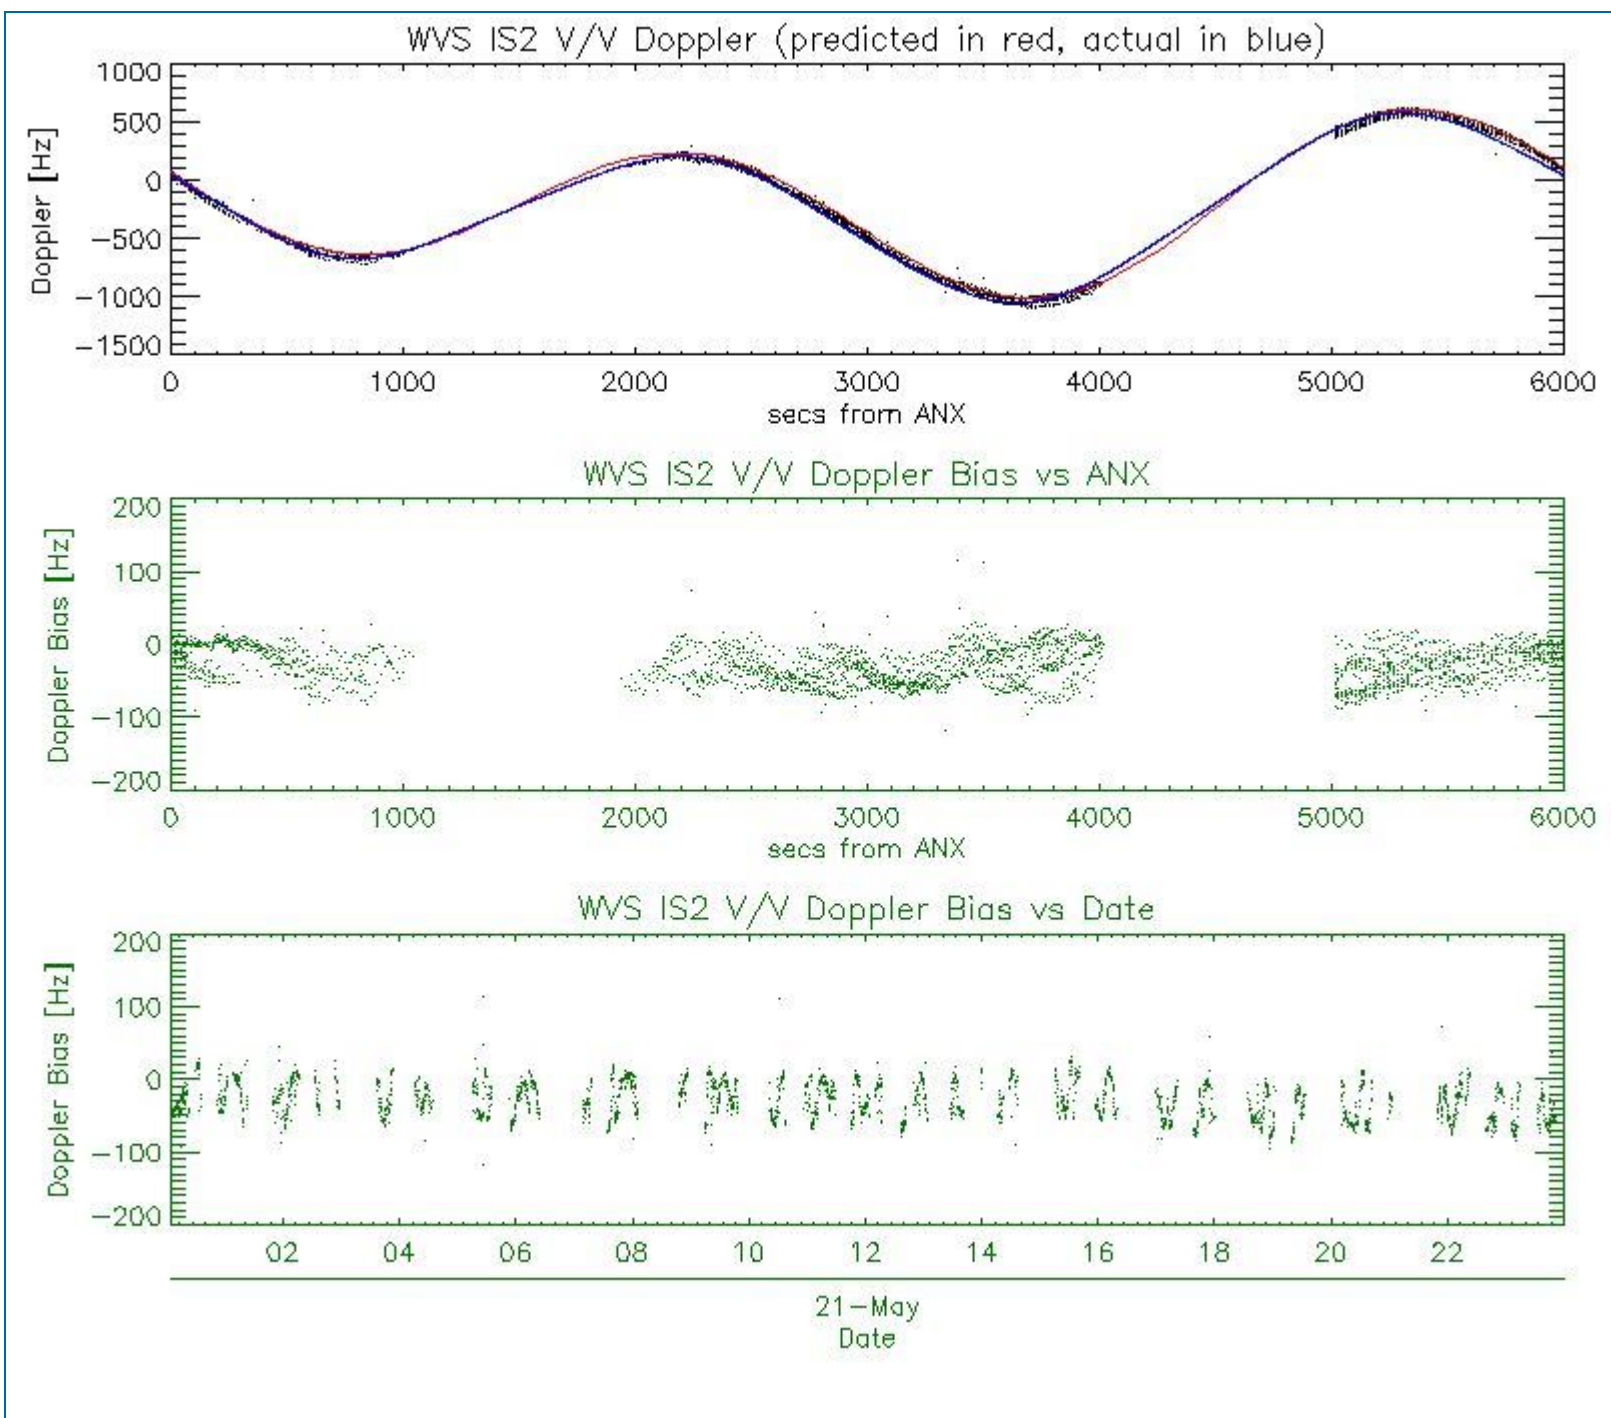 WVS IS2 V/V Doppler (predicted in red, actual in blue)
1000
500
0
−500
−1000
−1500
Doppler [Hz]
0 1000 2000 3000 4000 5000 6000
secs from ANX
WVS IS2 V/V Doppler Bias vs ANX
200
100
0
−100
−200
Doppler Bias [Hz]
0 1000 2000 3000 4000 5000 6000
secs from ANX
WVS IS2 V/V Doppler Bias vs Date
200
100
0
−100
−200
Doppler Bias [Hz]
02 04 06 08 10 12 14 16 18 20 22
21−May
Date